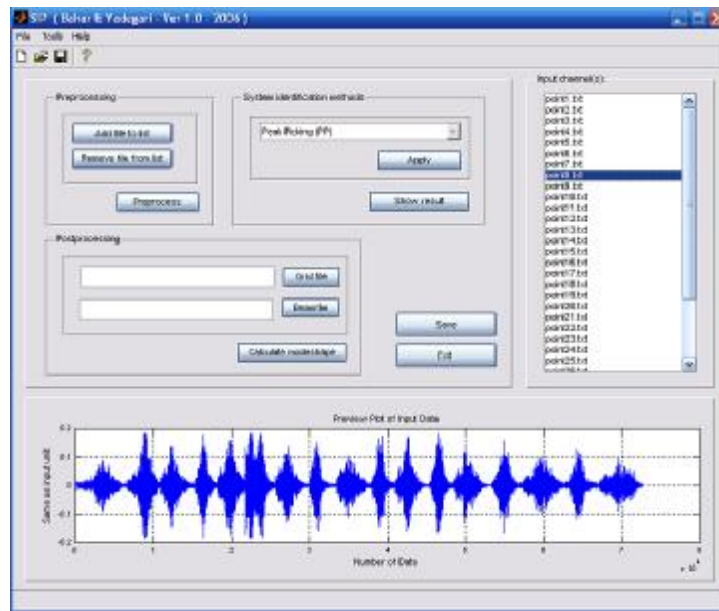 SIP ( Bahar & Yadegari - Ver 1.0 - 2006 )
File Tools Help
Preprocessing
Add file to list
Remove file from list
Preprocess
System identification methods
Peak Picking (PP)
Apply
Show result
Input channel(s):
point1.txt
point2.txt
point3.txt
point4.txt
point5.txt
point6.txt
point7.txt
point8.txt
point9.txt
point10.txt
point11.txt
point12.txt
point13.txt
point14.txt
point15.txt
point16.txt
point17.txt
point18.txt
point19.txt
point20.txt
point21.txt
point22.txt
point23.txt
point24.txt
point25.txt
Postprocessing
Grid file
Calculate modeshape
Save
Exit
Preview Plot of Input Data
Same as input unit
0.2
0.1
0
-0.1
-0.2
0 1 2 3 4 5 6 7 8
Number of Data